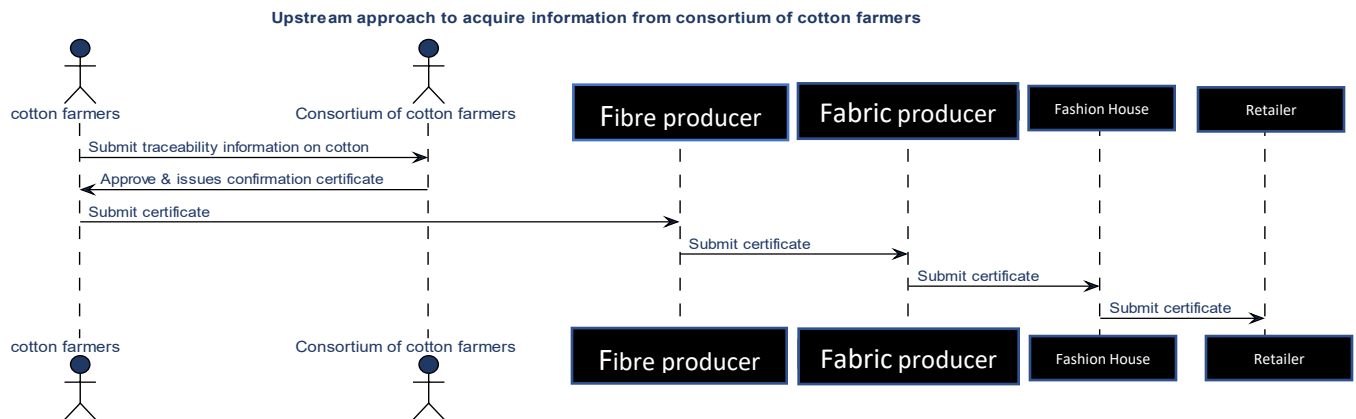 Upstream approach to acquire information from consortium of cotton farmers
cotton farmers
Consortium of cotton farmers
Fibre producer
Fabric producer
Fashion House
Retailer
Submit traceability information on cotton
Approve & issues confirmation certificate
Submit certificate
Submit certificate
Submit certificate
Submit certificate
cotton farmers
Consortium of cotton farmers
Fibre producer
Fabric producer
Fashion House
Retailer